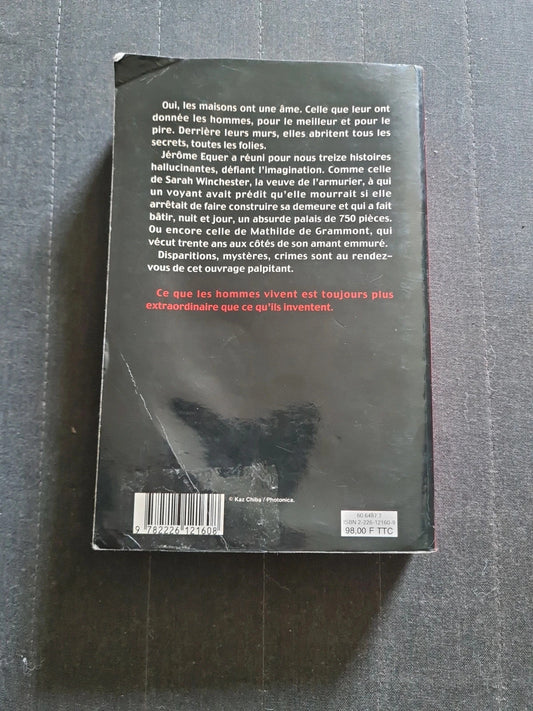 Oui, les maisons ont une âme. Celle que leur ont
donnée les hommes, pour le meilleur et pour le
pire. Derrière leurs murs, elles abritent tous les
secrets, toutes les folies.
Jérôme Equer a réuni pour nous treize histoires
hallucinantes, défiant l'imagination. Comme celle
de Sarah Winchester, la veuve de l'armurier, à qui
un voyant avait prédit qu'elle mourrait si elle
arrêtait de faire construire sa demeure et qui a fait
bâtir, nuit et jour, un absurde palais de 750 pièces.
Ou encore celle de Mathilde de Grammont, qui
vécut trente ans aux côtés de son amant emmuré.
Disparitions, mystères, crimes sont au rendez-
vous de cet ouvrage palpitant.
Ce que les hommes vivent est toujours plus
extraordinaire que ce qu'ils inventent.
© Kaz Chiba / Photonica.
9 782226 121608
60 6487 3
ISBN 2-226-12160-9
98,00 F TTC